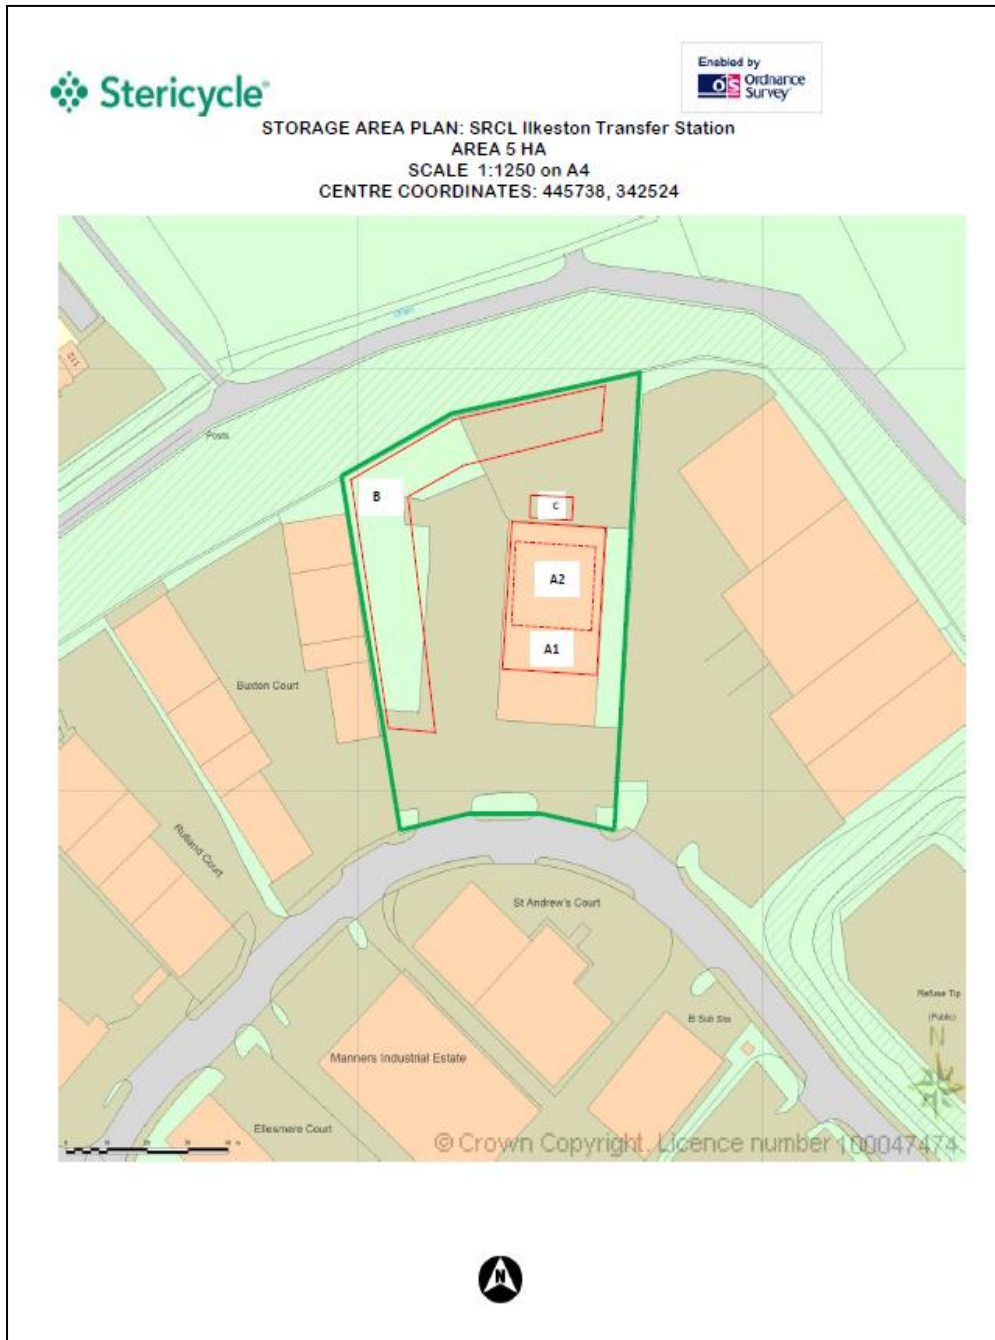 Stericycle®
Enabled by
OS Ordnance
Survey
STORAGE AREA PLAN: SRCL Ilkeston Transfer Station
AREA 5 HA
SCALE 1:1250 on A4
CENTRE COORDINATES: 445738, 342524
Posts
B
C
A2
A1
Buxton Court
Rutland Court
St Andrew's Court
Refuse Tip
(Public)
El Sub Sta
N
Manners Industrial Estate
Ellesmere Court
© Crown Copyright. Licence number 100047474
N